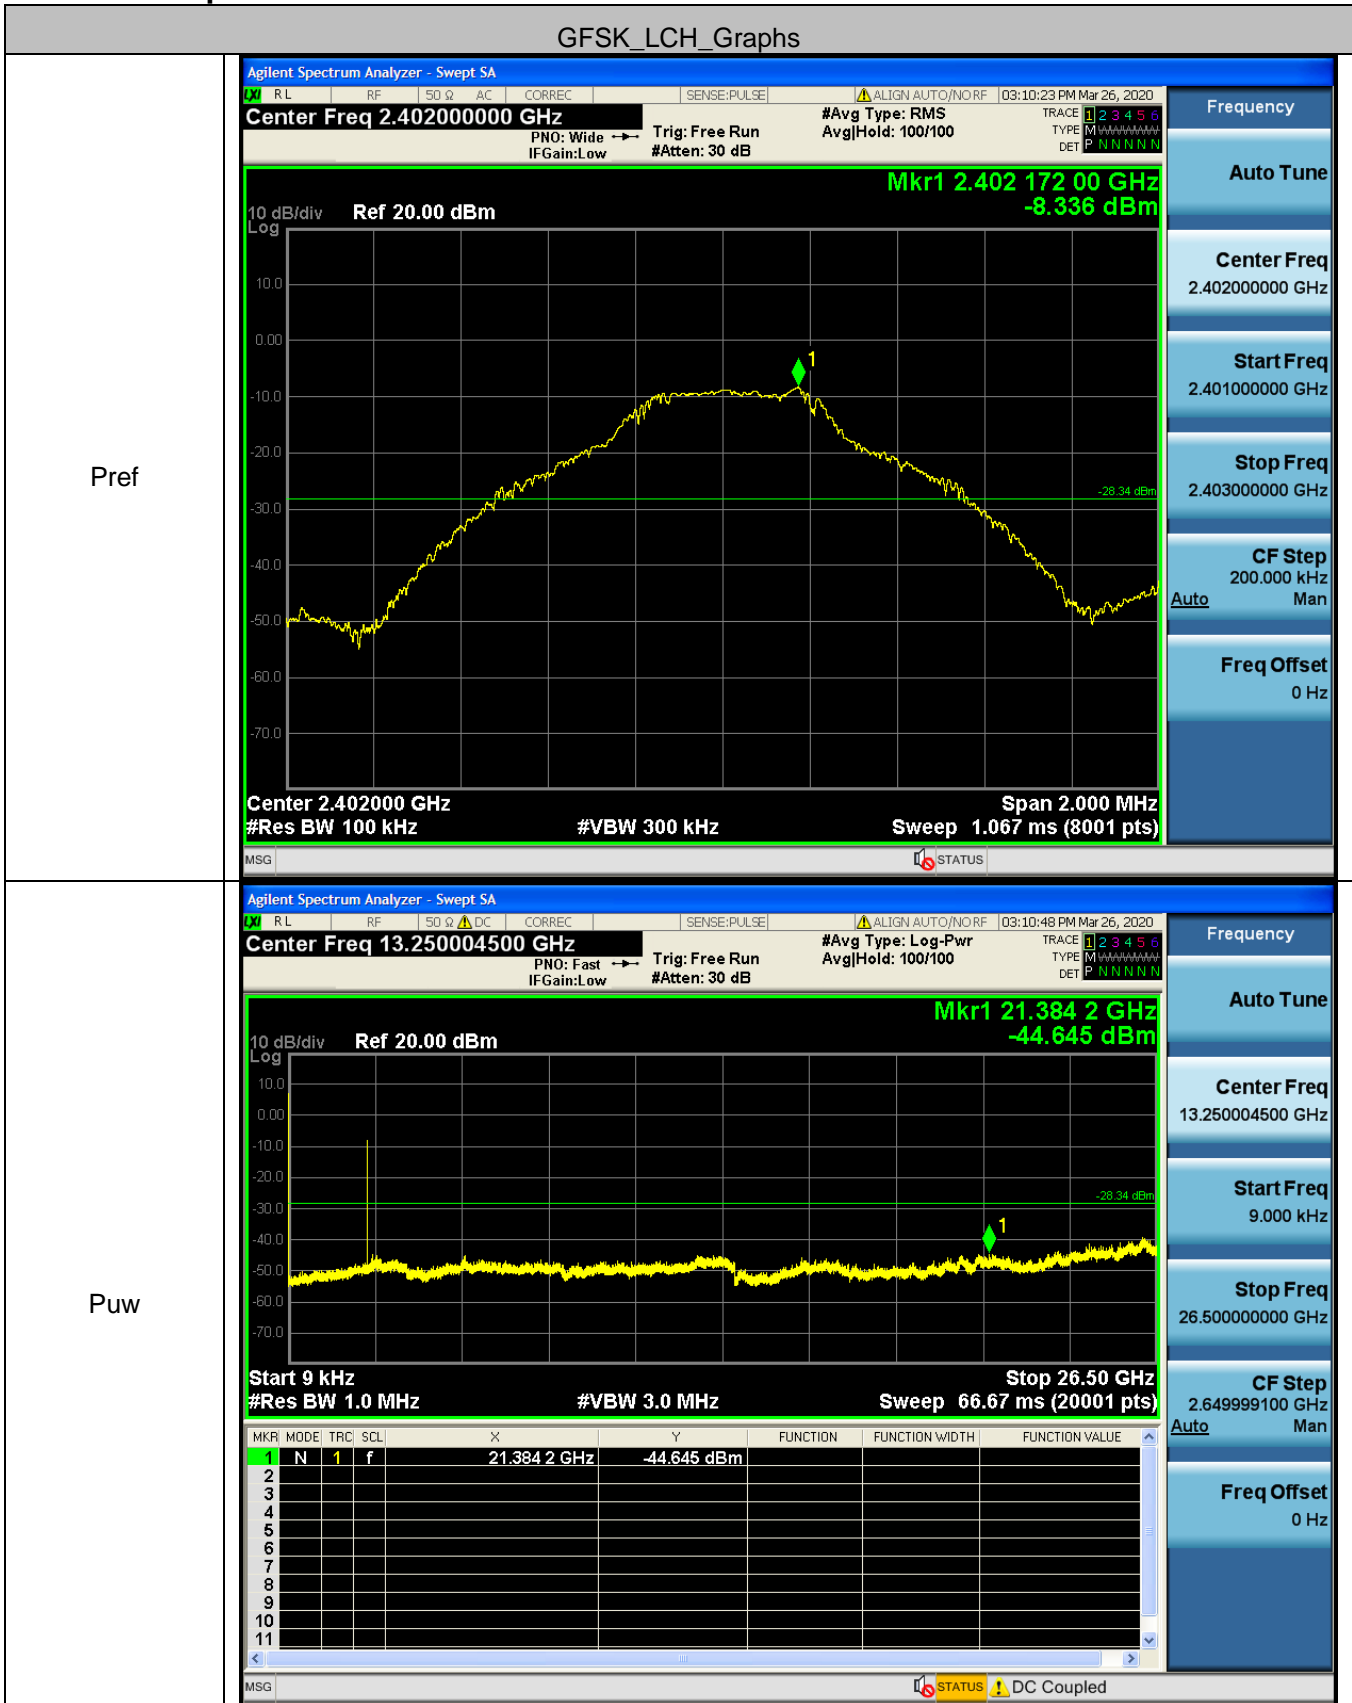 GFSK_LCH_Graphs
Pref
Agilent Spectrum Analyzer - Swept SA
LXI RL RF 50 Ω AC CORREC SENSE:PULSE ALIGN AUTO/NO RF 03:10:23 PM Mar 26, 2020
Center Freq 2.402000000 GHz
PNO: Wide
IFGain:Low
Trig: Free Run
#Atten: 30 dB
#Avg Type: RMS
Avg|Hold: 100/100
TRACE 1 2 3 4 5 6
TYPE M
DET P N N N N N
Mkr1 2.402 172 00 GHz
-8.336 dBm
10 dB/div Ref 20.00 dBm
Log
10.0
0.00
1
-10.0
-20.0
-28.34 dBm
-30.0
-40.0
-50.0
-60.0
-70.0
Center 2.402000 GHz Span 2.000 MHz
#Res BW 100 kHz #VBW 300 kHz Sweep 1.067 ms (8001 pts)
MSG STATUS
Frequency
Auto Tune
Center Freq
2.402000000 GHz
Start Freq
2.401000000 GHz
Stop Freq
2.403000000 GHz
CF Step
200.000 kHz
Auto Man
Freq Offset
0 Hz
Puw
Agilent Spectrum Analyzer - Swept SA
LXI RL RF 50 Ω DC CORREC SENSE:PULSE ALIGN AUTO/NO RF 03:10:48 PM Mar 26, 2020
Center Freq 13.250004500 GHz
PNO: Fast
IFGain:Low
Trig: Free Run
#Atten: 30 dB
#Avg Type: Log-Pwr
Avg|Hold: 100/100
TRACE 1 2 3 4 5 6
TYPE M
DET P N N N N N
Mkr1 21.384 2 GHz
-44.645 dBm
10 dB/div Ref 20.00 dBm
Log
10.0
0.00
-10.0
-20.0
-28.34 dBm
-30.0
1
-40.0
-50.0
-60.0
-70.0
Start 9 kHz Stop 26.50 GHz
#Res BW 1.0 MHz #VBW 3.0 MHz Sweep 66.67 ms (20001 pts)
MKR MODE TRC SCL X Y FUNCTION FUNCTION WIDTH FUNCTION VALUE
1 N 1 f 21.384 2 GHz -44.645 dBm
2
3
4
5
6
7
8
9
10
11
MSG STATUS DC Coupled
Frequency
Auto Tune
Center Freq
13.250004500 GHz
Start Freq
9.000 kHz
Stop Freq
26.500000000 GHz
CF Step
2.649999100 GHz
Auto Man
Freq Offset
0 Hz